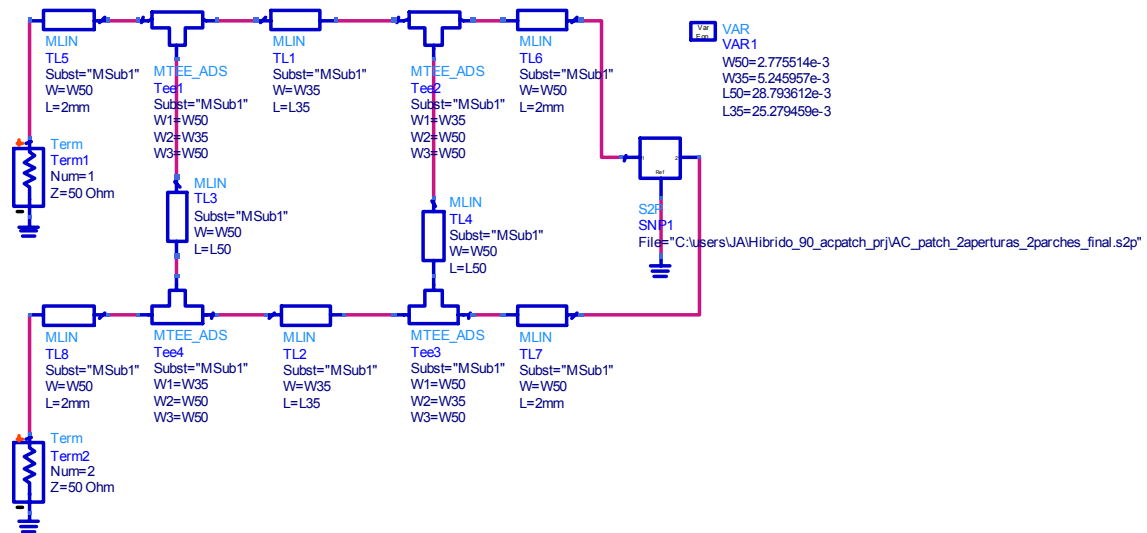 MLIN
TL5
Subst="MSub1"
W=W50
L=2mm
MTEE_ADS
Tee1
Subst="MSub1"
W1=W50
W2=W35
W3=W50
MLIN
TL1
Subst="MSub1"
W=W35
L=L35
MTEE_ADS
Tee2
Subst="MSub1"
W1=W35
W2=W50
W3=W50
MLIN
TL6
Subst="MSub1"
W=W50
L=2mm
Var
Eqn
VAR
VAR1
W50=2.775514e-3
W35=5.245957e-3
L50=28.793612e-3
L35=25.279459e-3
Term
Term1
Num=1
Z=50 Ohm
MLIN
TL3
Subst="MSub1"
W=W50
L=L50
MLIN
TL4
Subst="MSub1"
W=W50
L=L50
1
2
Ref
S2P
SNP1
File="C:\users\JA\Hibrido_90_acpatch_prj\AC_patch_2aperturas_2parches_final.s2p"
MLIN
TL8
Subst="MSub1"
W=W50
L=2mm
MTEE_ADS
Tee4
Subst="MSub1"
W1=W35
W2=W50
W3=W50
MLIN
TL2
Subst="MSub1"
W=W35
L=L35
MTEE_ADS
Tee3
Subst="MSub1"
W1=W50
W2=W35
W3=W50
MLIN
TL7
Subst="MSub1"
W=W50
L=2mm
Term
Term2
Num=2
Z=50 Ohm